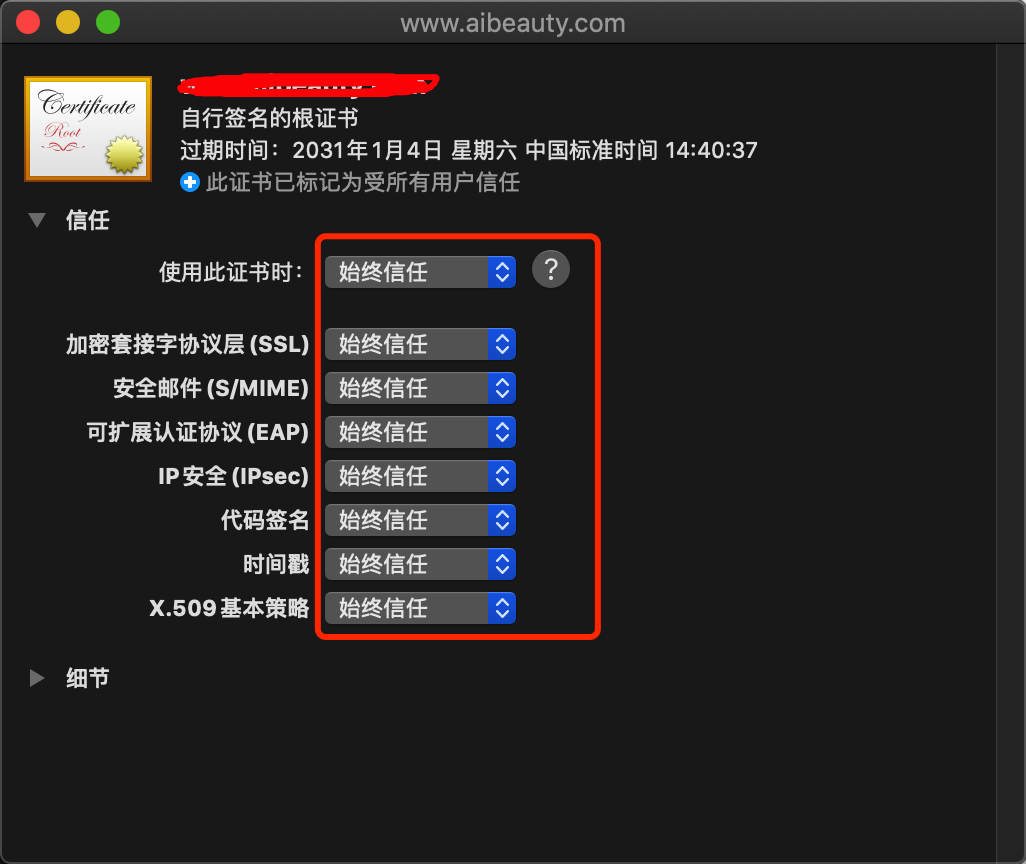 www.aibeauty.com
Certificate
Root
自行签名的根证书
过期时间：2031年1月4日 星期六 中国标准时间 14:40:37
此证书已标记为受所有用户信任
信任
使用此证书时： 始终信任 ?
加密套接字协议层 (SSL) 始终信任
安全邮件 (S/MIME) 始终信任
可扩展认证协议 (EAP) 始终信任
IP 安全 (IPsec) 始终信任
代码签名 始终信任
时间戳 始终信任
X.509 基本策略 始终信任
细节